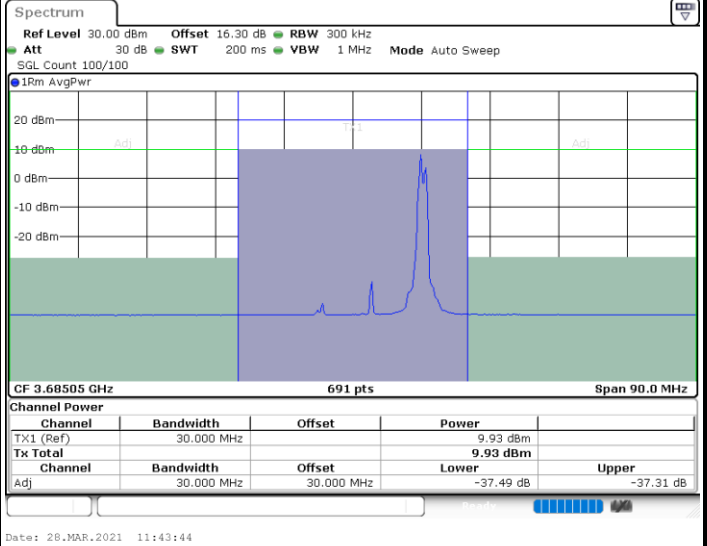 Spectrum
Ref Level 30.00 dBm Offset 16.30 dB RBW 300 kHz
Att 30 dB SWT 200 ms VBW 1 MHz Mode Auto Sweep
SGL Count 100/100
1Rm AvgPwr
20 dBm
TX1
Adj
Adj
10 dBm
0 dBm
-10 dBm
-20 dBm
CF 3.68505 GHz 691 pts Span 90.0 MHz
Channel Power
Channel Bandwidth Offset Power
TX1 (Ref) 30.000 MHz 9.93 dBm
Tx Total 9.93 dBm
Channel Bandwidth Offset Lower Upper
Adj 30.000 MHz 30.000 MHz -37.49 dB -37.31 dB
Ready
Date: 28.MAR.2021 11:43:44